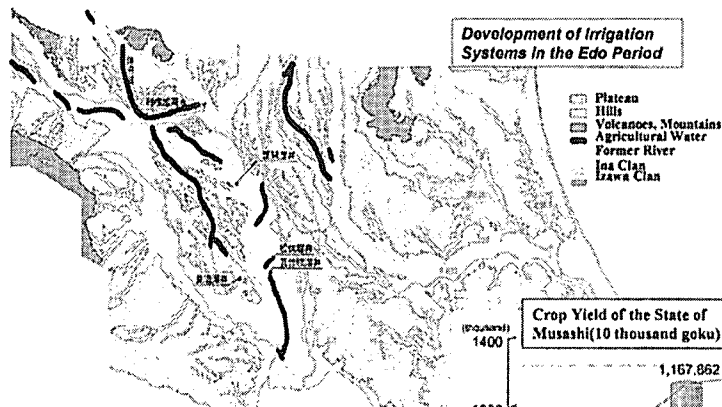 Development of Irrigation
Systems in the Edo Period
Plateau
Hills
Volcanoes, Mountains
Agricultural Water
Former River
Ina Clan
Izawa Clan
Crop Yield of the State of
Musashi(10 thousand goku)
(thousand)
1400
1,167,862